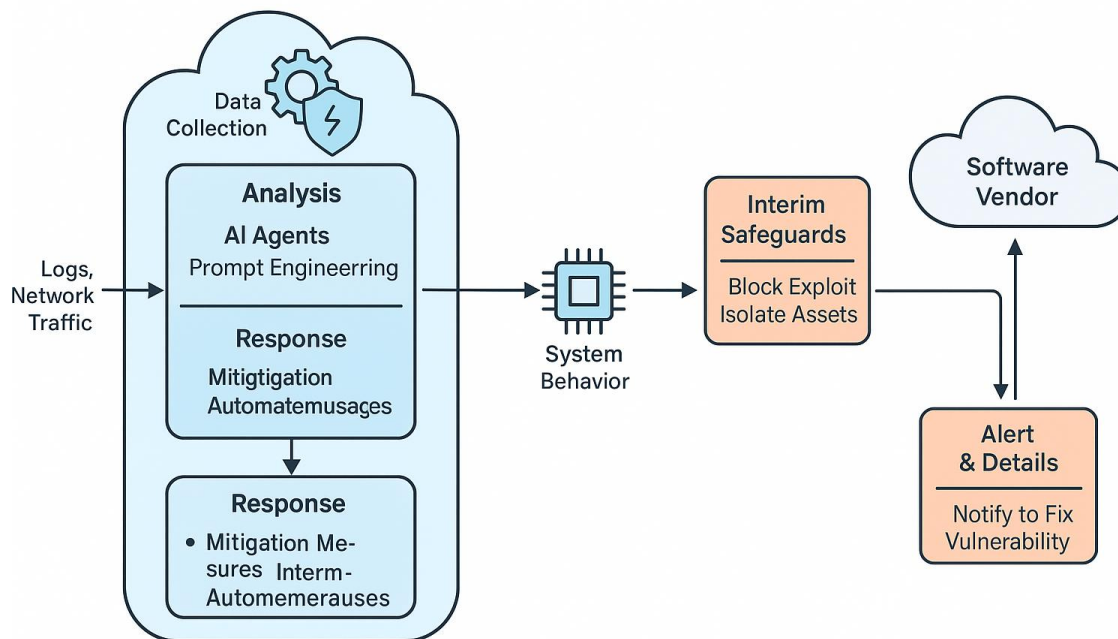 Data
Collection
Analysis
AI Agents
Prompt Engineerring
Response
Mitigtigation
Automatemusages
Response
• Mitigation Me-
sures Interm-
Automemerauses
Logs,
Network
Traffic
System
Behavior
Interim
Safeguards
Block Exploit
Isolate Assets
Software
Vendor
Alert
& Details
Notify to Fix
Vulnerability